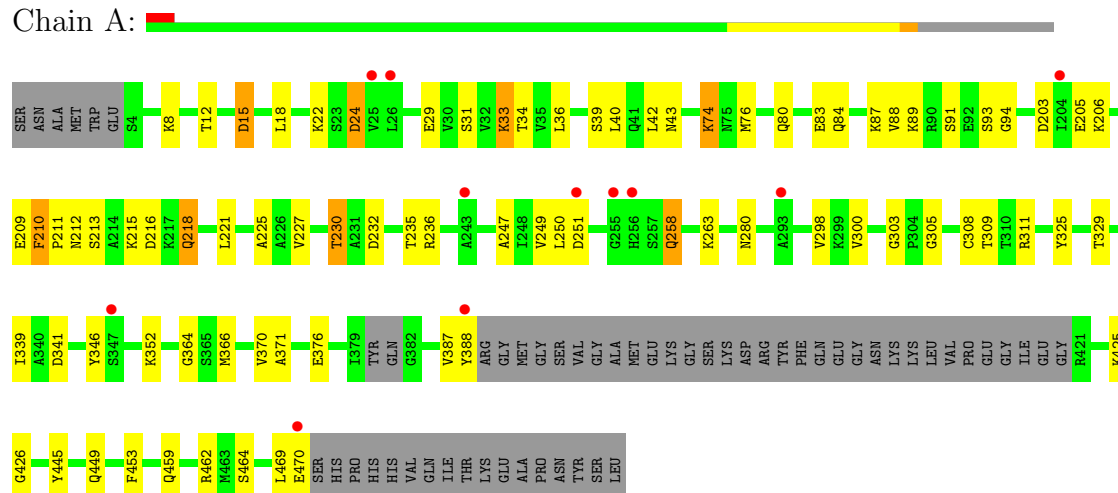 Chain A:
SER ASN ALA MET TRP GLU S4 K8 T12 D15 L18 K22 S23 D24 V25 L26 E29 V30 S31 V32 K33 T34 V35 L36 S39 L40 Q41 L42 N43 K74 N75 M76 Q80 E83 Q84 K87 V88 K89 R90 S91 E92 S93 G94 D203 I204 E205 K206
E209 F210 P211 N212 S213 A214 K215 D216 K217 Q218 L221 A225 A226 V227 T230 A231 D232 T235 R236 A243 A247 I248 V249 L250 D251 G255 H256 S257 Q258 K263 N280 A293 V298 K299 V300 G303 P304 G305 C308 T309 T310 R311 Y325 T329
I339 A340 D341 Y346 S347 K352 G364 S365 M366 V370 A371 E376 I379 TYR GLN G382 V387 Y388 ARG GLY MET GLY SER VAL GLY ALA MET GLU LYS GLY SER LYS ASP ARG TYR PHE GLN GLU GLY ASN LYS LYS LEU VAL PRO GLU GLY ILE GLU GLY R421 K425
G426 Y445 Q449 F453 Q459 R462 M463 S464 L469 E470 SER HIS PRO HIS HIS VAL GLN ILE THR LYS GLU ALA PRO ASN TYR SER LEU